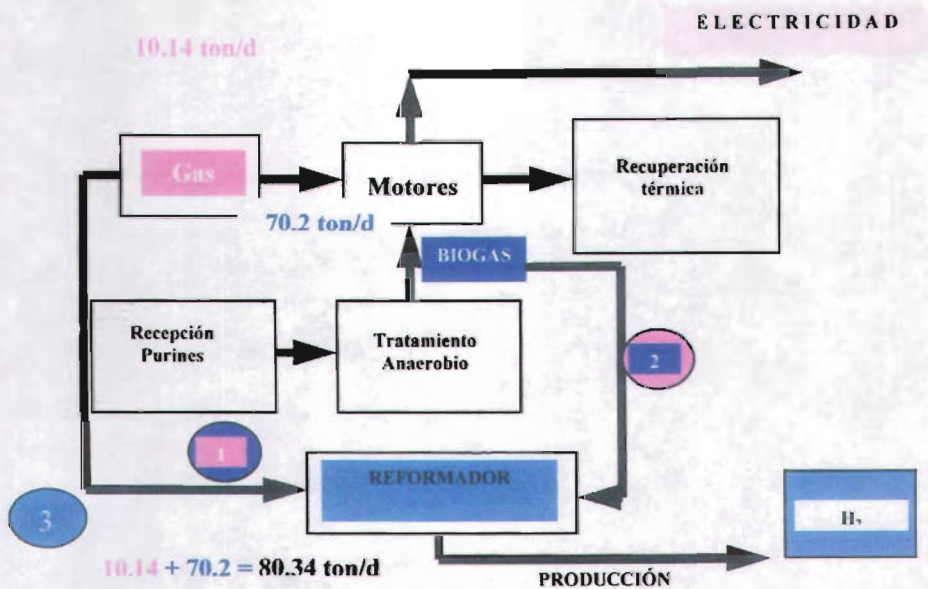 ELECTRICIDAD
10.14 ton/d
Gas
Motores
Recuperación
térmica
70.2 ton/d
BIOGAS
Recepción
Purines
Tratamiento
Anaerobio
2
1
REFORMADOR
3
H₂
10.14 + 70.2 = 80.34 ton/d
PRODUCCIÓN